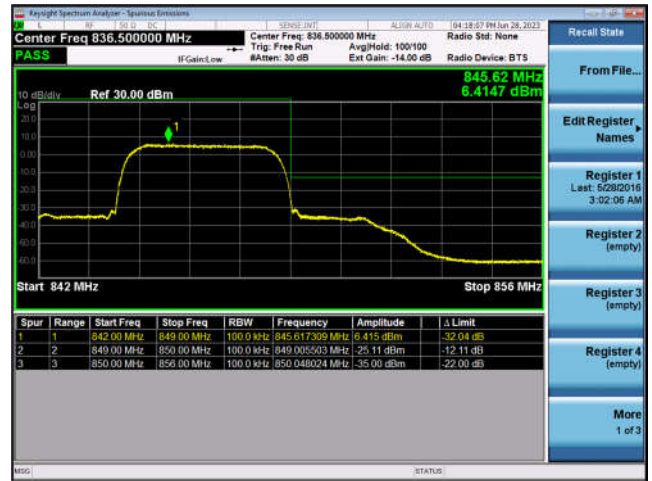 Keysight Spectrum Analyzer - Spurious Emissions
L RF 50 Ω DC SENSE:INT ALIGN AUTO 04:18:07 PM Jun 28, 2023
Center Freq 836.500000 MHz Center Freq: 836.500000 MHz Radio Std: None
Trig: Free Run Avg|Hold: 100/100
PASS IFGain:Low #Atten: 30 dB Ext Gain: -14.00 dB Radio Device: BTS
845.62 MHz
6.4147 dBm
10 dB/div Ref 30.00 dBm
Log
20.0
10.0
0.00
-10.0
-20.0
-30.0
-40.0
-50.0
-60.0
1
Start 842 MHz Stop 856 MHz
Spur Range Start Freq Stop Freq RBW Frequency Amplitude Δ Limit
1 1 842.00 MHz 849.00 MHz 100.0 kHz 845.617309 MHz 6.415 dBm -32.04 dB
2 2 849.00 MHz 850.00 MHz 100.0 kHz 849.005503 MHz -25.11 dBm -12.11 dB
3 3 850.00 MHz 856.00 MHz 100.0 kHz 850.048024 MHz -35.00 dBm -22.00 dB
MSG STATUS
Recall State
From File...
Edit Register
Names
Register 1
Last: 5/28/2016
3:02:06 AM
Register 2
(empty)
Register 3
(empty)
Register 4
(empty)
More
1 of 3